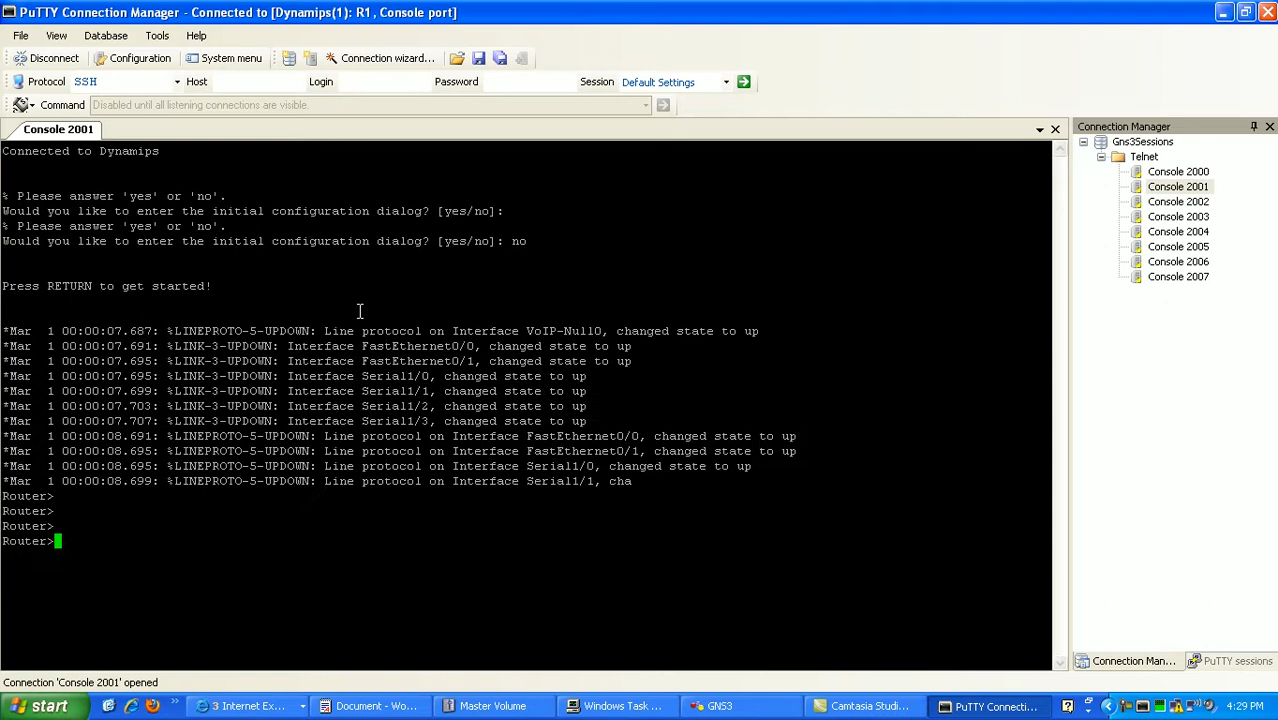 PuTTY Connection Manager - Connected to [Dynamips(1): R1, Console port]
File View Database Tools Help
Disconnect Configuration System menu Connection wizard...
Protocol SSH Host Login Password Session Default Settings
Command Disabled until all listening connections are visible.
Console 2001
Connection Manager
Gns3Sessions
Telnet
Console 2000
Console 2001
Console 2002
Console 2003
Console 2004
Console 2005
Console 2006
Console 2007
Connected to Dynamips
% Please answer 'yes' or 'no'.
Would you like to enter the initial configuration dialog? [yes/no]:
% Please answer 'yes' or 'no'.
Would you like to enter the initial configuration dialog? [yes/no]: no
Press RETURN to get started!
*Mar  1 00:00:07.687: %LINEPROTO-5-UPDOWN: Line protocol on Interface VoIP-Null0, changed state to up
*Mar  1 00:00:07.691: %LINK-3-UPDOWN: Interface FastEthernet0/0, changed state to up
*Mar  1 00:00:07.695: %LINK-3-UPDOWN: Interface FastEthernet0/1, changed state to up
*Mar  1 00:00:07.695: %LINK-3-UPDOWN: Interface Serial1/0, changed state to up
*Mar  1 00:00:07.699: %LINK-3-UPDOWN: Interface Serial1/1, changed state to up
*Mar  1 00:00:07.703: %LINK-3-UPDOWN: Interface Serial1/2, changed state to up
*Mar  1 00:00:07.707: %LINK-3-UPDOWN: Interface Serial1/3, changed state to up
*Mar  1 00:00:08.691: %LINEPROTO-5-UPDOWN: Line protocol on Interface FastEthernet0/0, changed state to up
*Mar  1 00:00:08.695: %LINEPROTO-5-UPDOWN: Line protocol on Interface FastEthernet0/1, changed state to up
*Mar  1 00:00:08.695: %LINEPROTO-5-UPDOWN: Line protocol on Interface Serial1/0, changed state to up
*Mar  1 00:00:08.699: %LINEPROTO-5-UPDOWN: Line protocol on Interface Serial1/1, cha
Router>
Router>
Router>
Router>
Connection Man... PuTTY sessions
Connection 'Console 2001' opened
start 3 Internet Ex... Document - Wo... Master Volume Windows Task ... GNS3 Camtasia Studi... PuTTY Connecti... 4:29 PM